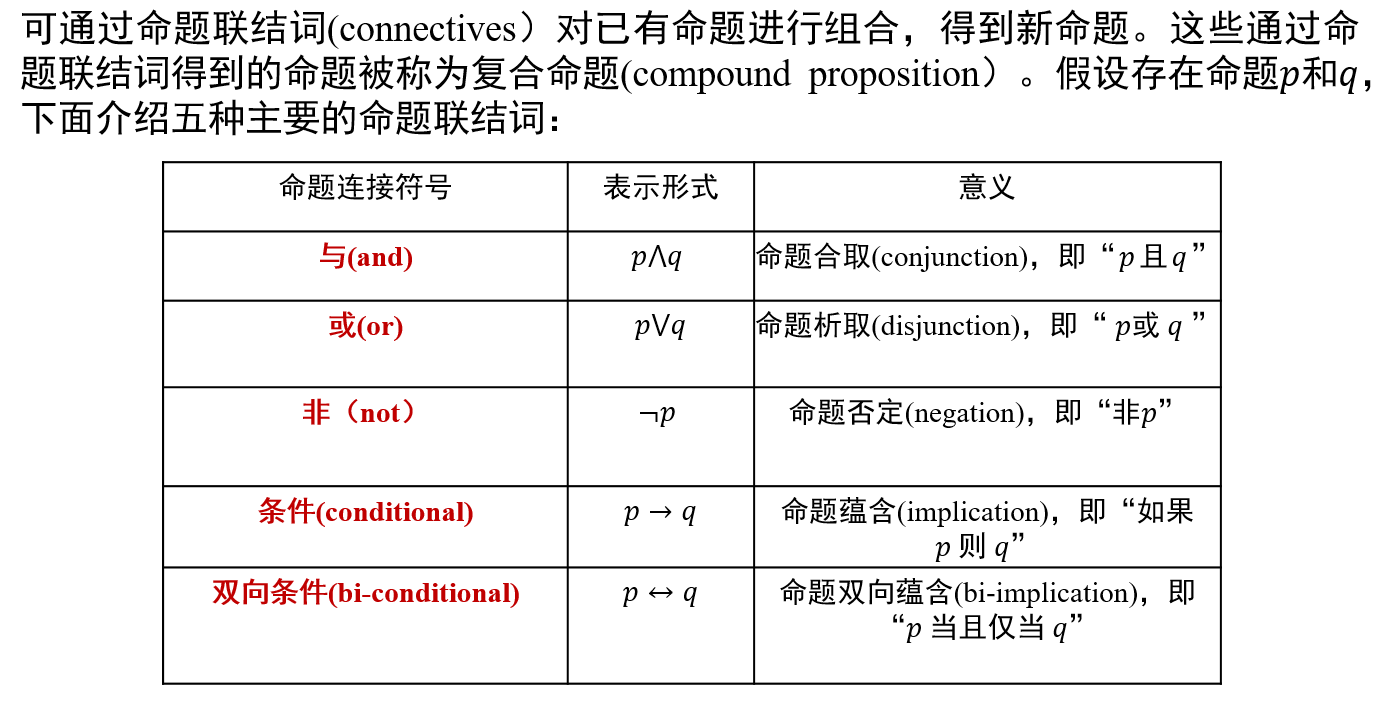 可通过命题联结词(connectives）对已有命题进行组合，得到新命题。这些通过命
题联结词得到的命题被称为复合命题(compound proposition）。假设存在命题p和q，
下面介绍五种主要的命题联结词：
命题连接符号 表示形式 意义
与(and) p∧q 命题合取(conjunction)，即“p且q”
或(or) p∨q 命题析取(disjunction)，即“ p或 q ”
非（not） ¬p 命题否定(negation)，即“非p”
条件(conditional) p → q 命题蕴含(implication)，即“如果
p 则 q”
双向条件(bi-conditional) p ↔ q 命题双向蕴含(bi-implication)，即
“p 当且仅当 q”